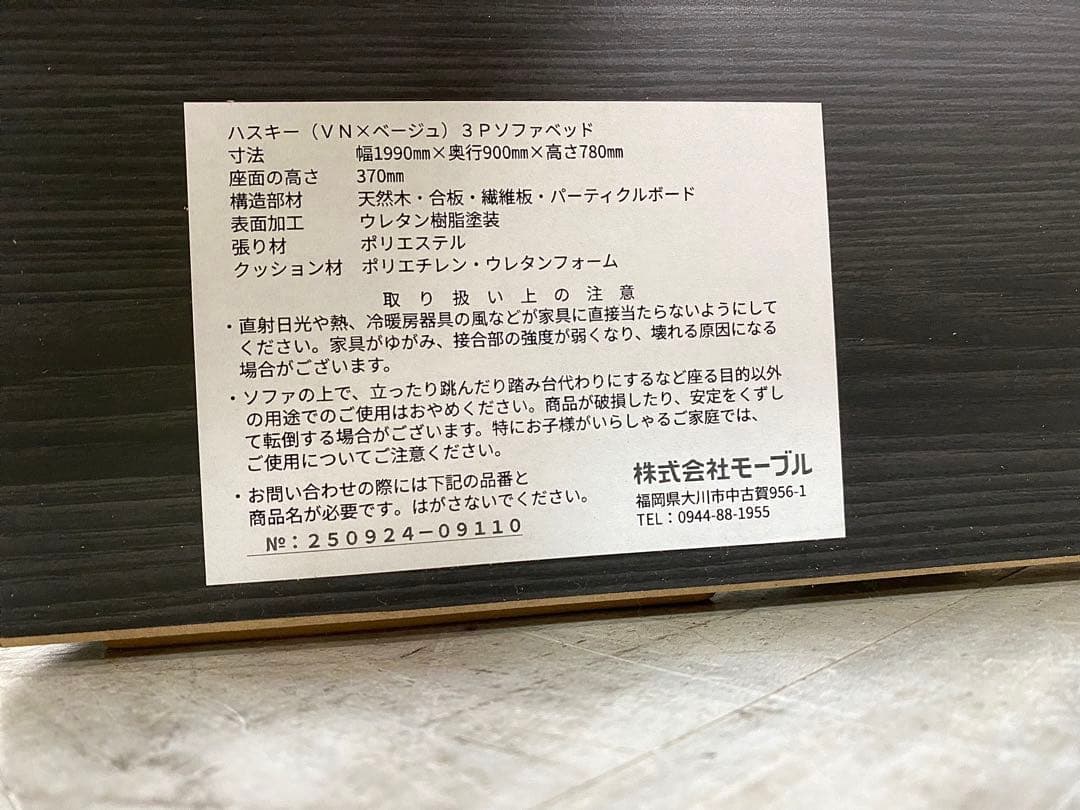 ハスキー（ＶＮ×ベージュ）３Ｐソファベッド
寸法　幅1990㎜×奥行900㎜×高さ780㎜
座面の高さ　370㎜
構造部材　天然木・合板・繊維板・パーティクルボード
表面加工　ウレタン樹脂塗装
張り材　ポリエステル
クッション材　ポリエチレン・ウレタンフォーム
取り扱い上の注意
・直射日光や熱、冷暖房器具の風などが家具に直接当たらないようにして
ください。家具がゆがみ、接合部の強度が弱くなり、壊れる原因になる
場合がございます。
・ソファの上で、立ったり跳んだり踏み台代わりにするなど座る目的以外
の用途でのご使用はおやめください。商品が破損したり、安定をくずし
て転倒する場合がございます。特にお子様がいらしゃるご家庭では、
ご使用についてご注意ください。
・お問い合わせの際には下記の品番と
商品名が必要です。はがさないでください。
№：２５０９２４－０９１１０
株式会社モーブル
福岡県大川市中古賀956-1
TEL：0944-88-1955